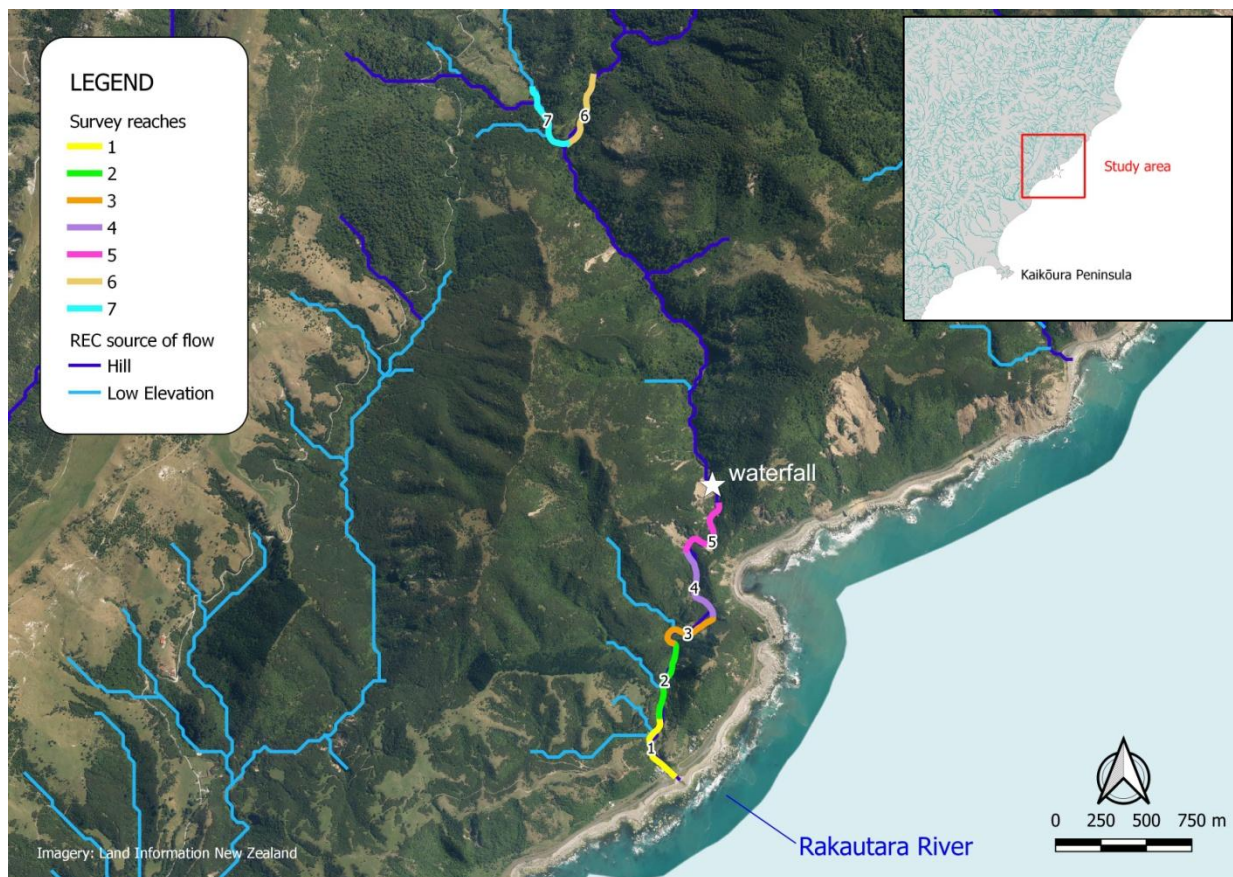 LEGEND
Survey reaches
1
2
3
4
5
6
7
REC source of flow
Hill
Low Elevation
Study area
Kaikōura Peninsula
7
6
waterfall
5
4
3
2
1
Rakautara River
0 250 500 750 m
Imagery: Land Information New Zealand